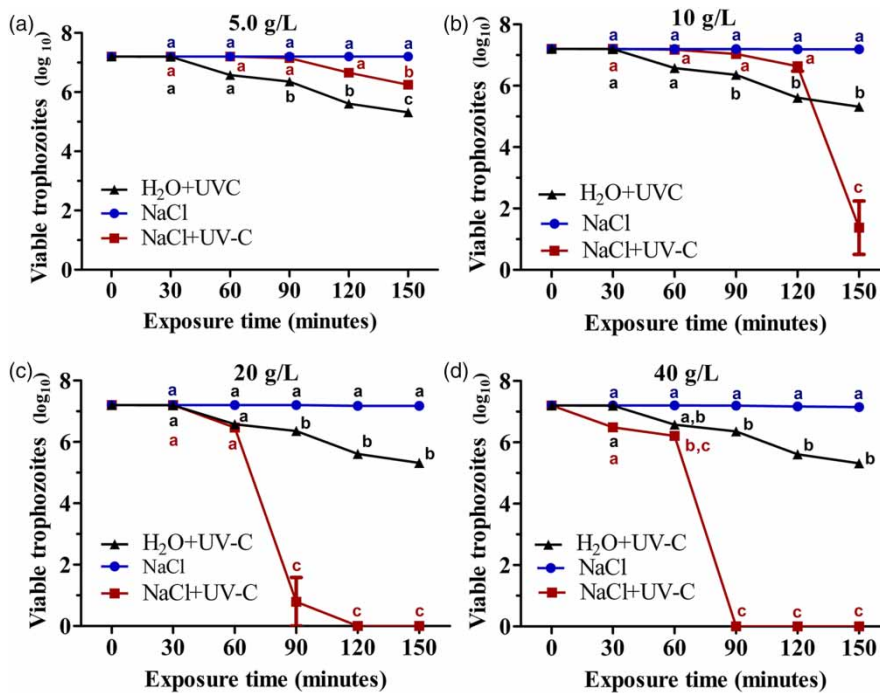 (a)
5.0 g/L
Viable trophozoites (log 10)
8
6
4
2
0
a a a a a
a a a a b
a a b b c
H2O+UVC
NaCl
NaCl+UV-C
0 30 60 90 120 150
Exposure time (minutes)
(b)
10 g/L
Viable trophozoites (log10)
8
6
4
2
0
a a a a a
a a a a
a a b b b
c
H2O+UVC
NaCl
NaCl+UV-C
0 30 60 90 120 150
Exposure time (minutes)
(c)
20 g/L
Viable trophozoites (log10)
8
6
4
2
0
a a a a a
a a b b b
a a c c c
H2O+UV-C
NaCl
NaCl+UV-C
0 30 60 90 120 150
Exposure time (minutes)
(d)
40 g/L
Viable trophozoites (log10)
8
6
4
2
0
a a a a a
a a,b b b b
a b,c c c c
H2O+UV-C
NaCl
NaCl+UV-C
0 30 60 90 120 150
Exposure time (minutes)